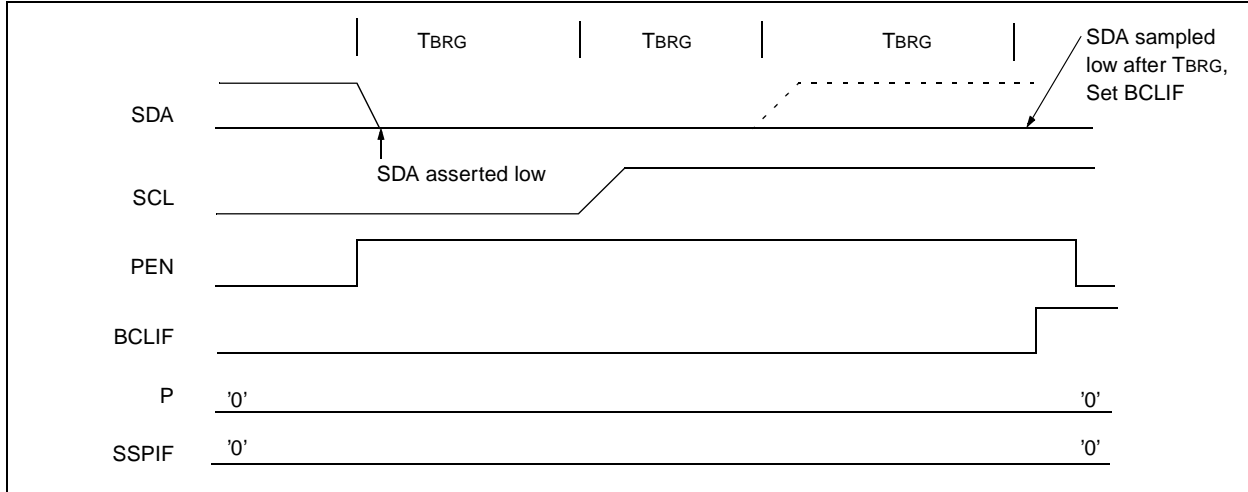 TBRG TBRG TBRG
SDA sampled
low after TBRG,
Set BCLIF
SDA
SDA asserted low
SCL
PEN
BCLIF
P '0' '0'
SSPIF '0' '0'